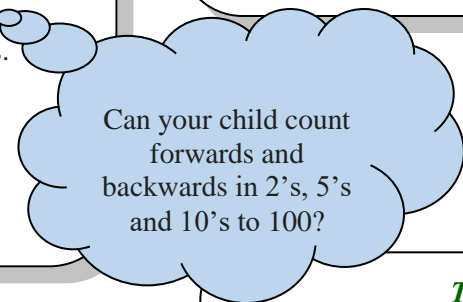 Can your child count
forwards and
backwards in 2's, 5's
and 10's to 100?